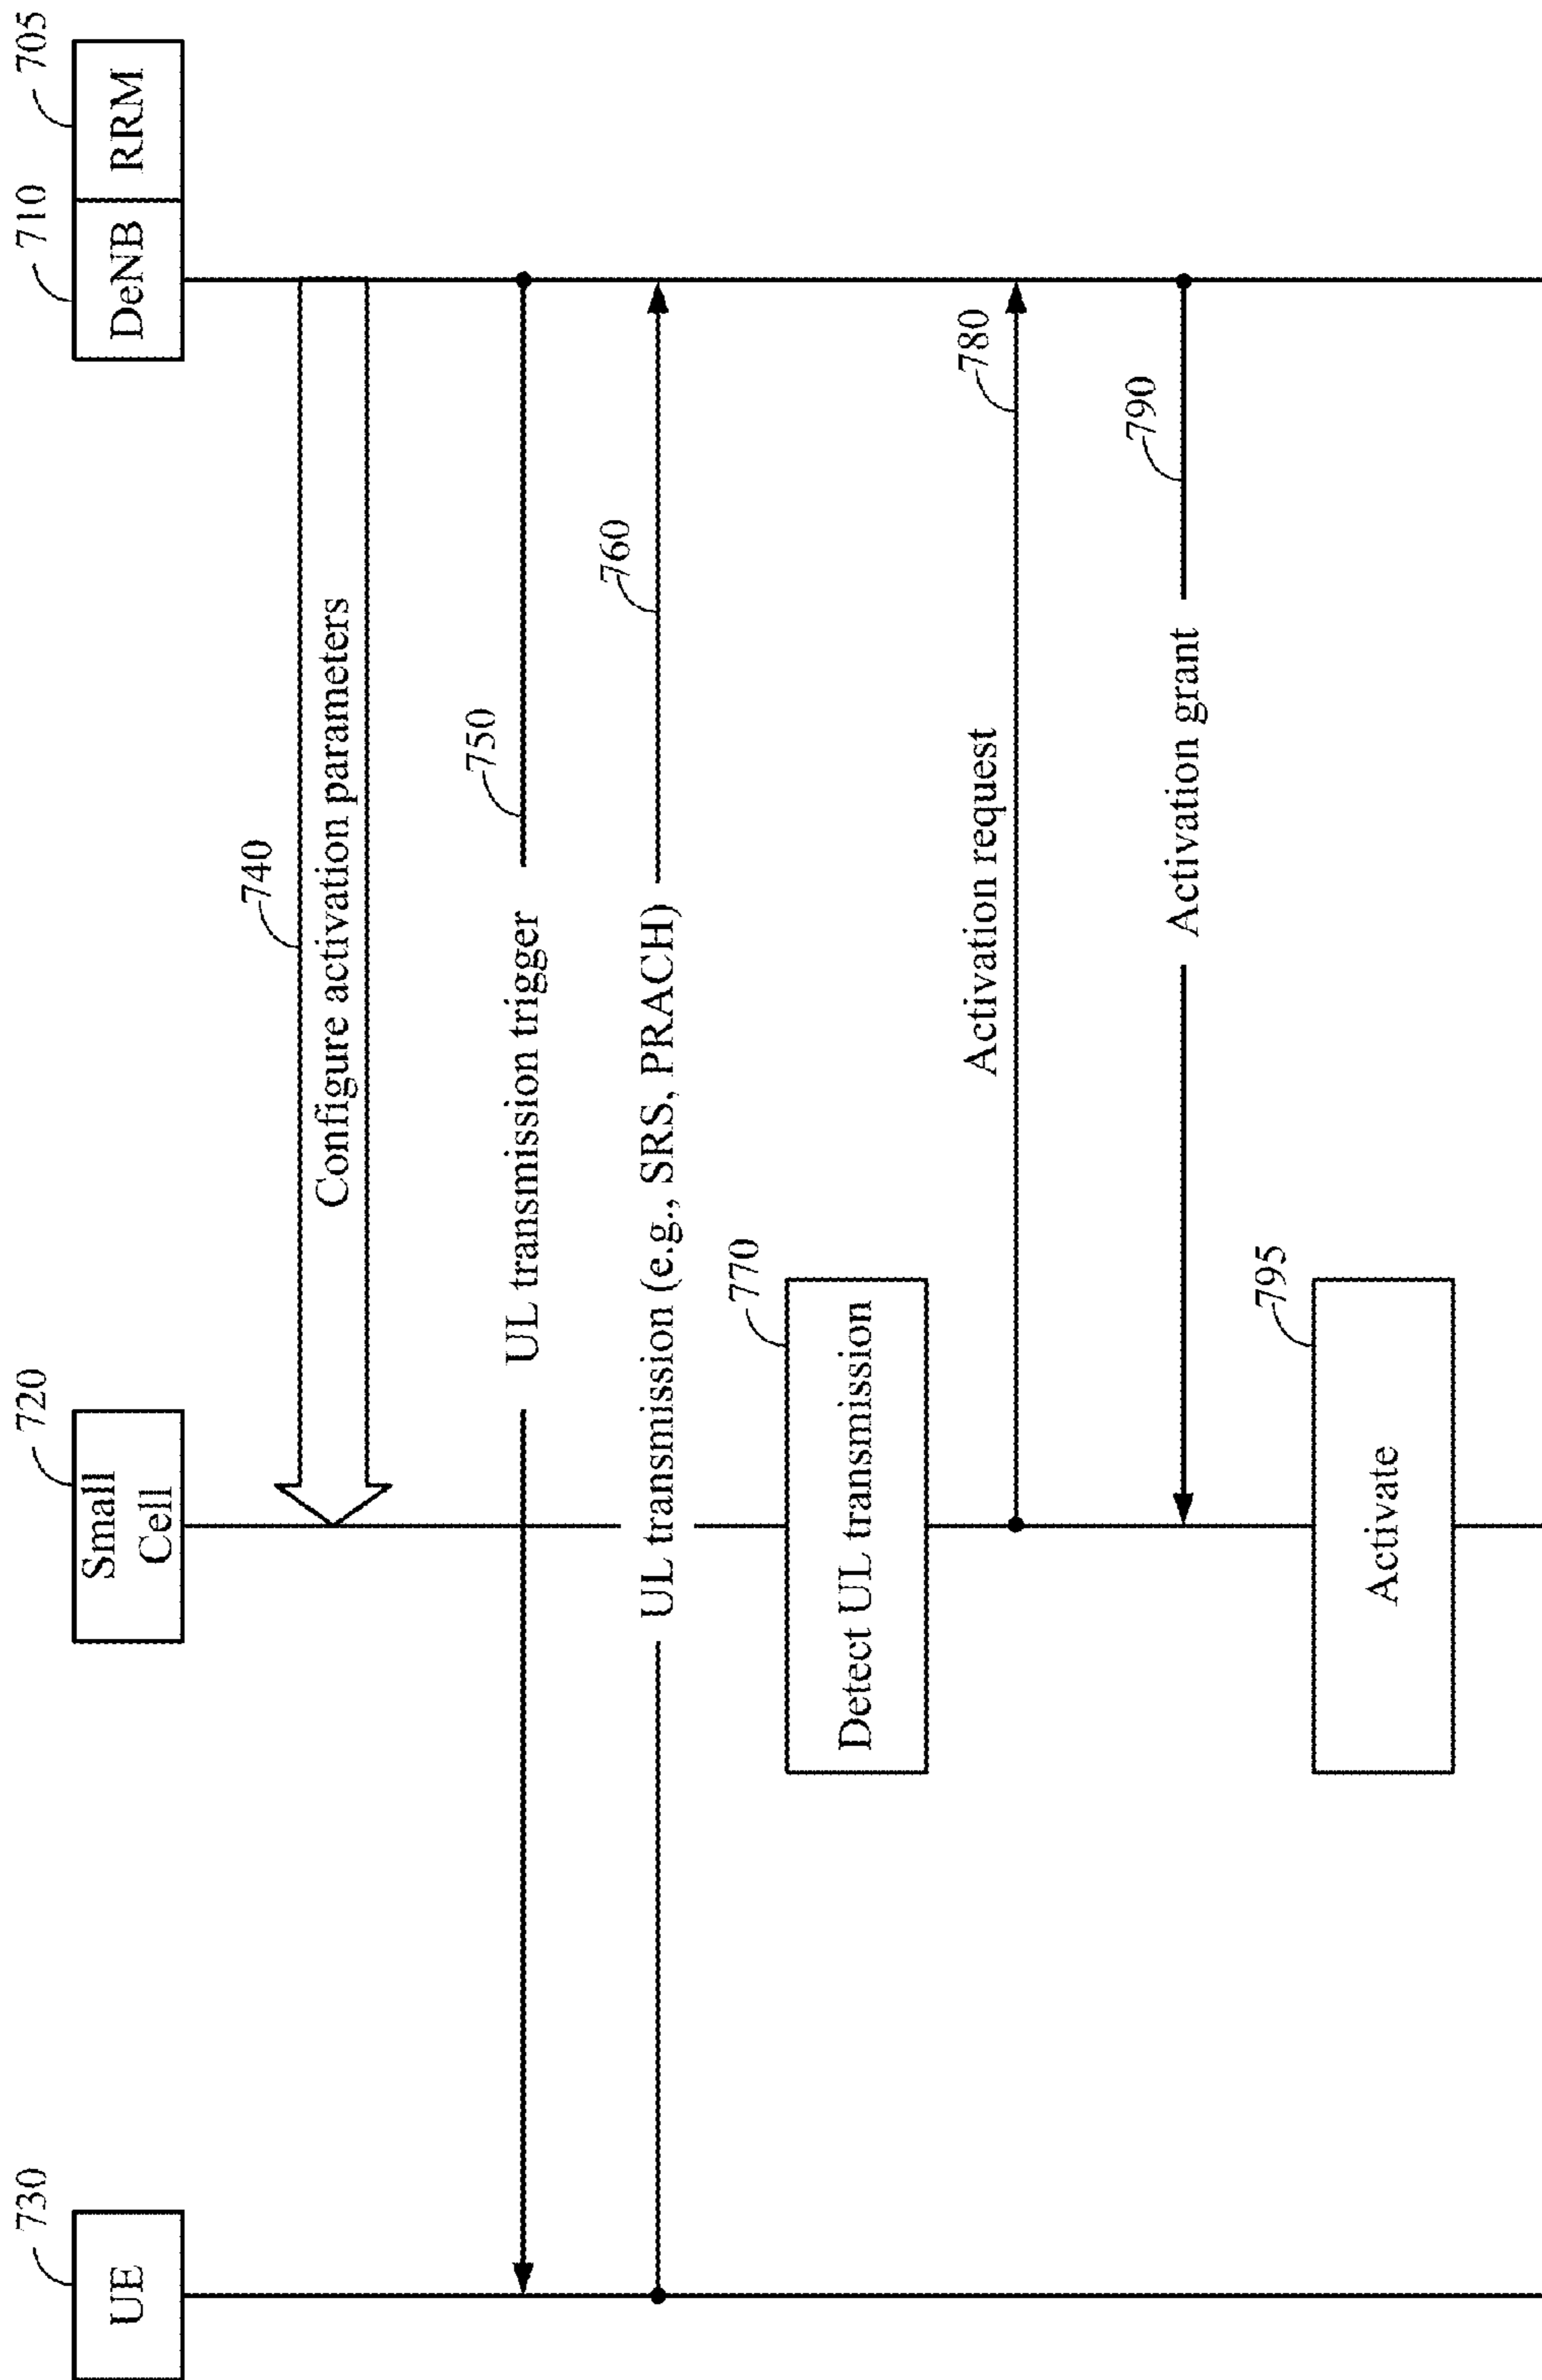 730
UE
720
Small
Cell
710
DeNB
705
RRM
740
Configure activation parameters
750
UL transmission trigger
760
UL transmission (e.g., SRS, PRACH)
770
Detect UL transmission
780
Activation request
790
Activation grant
795
Activate